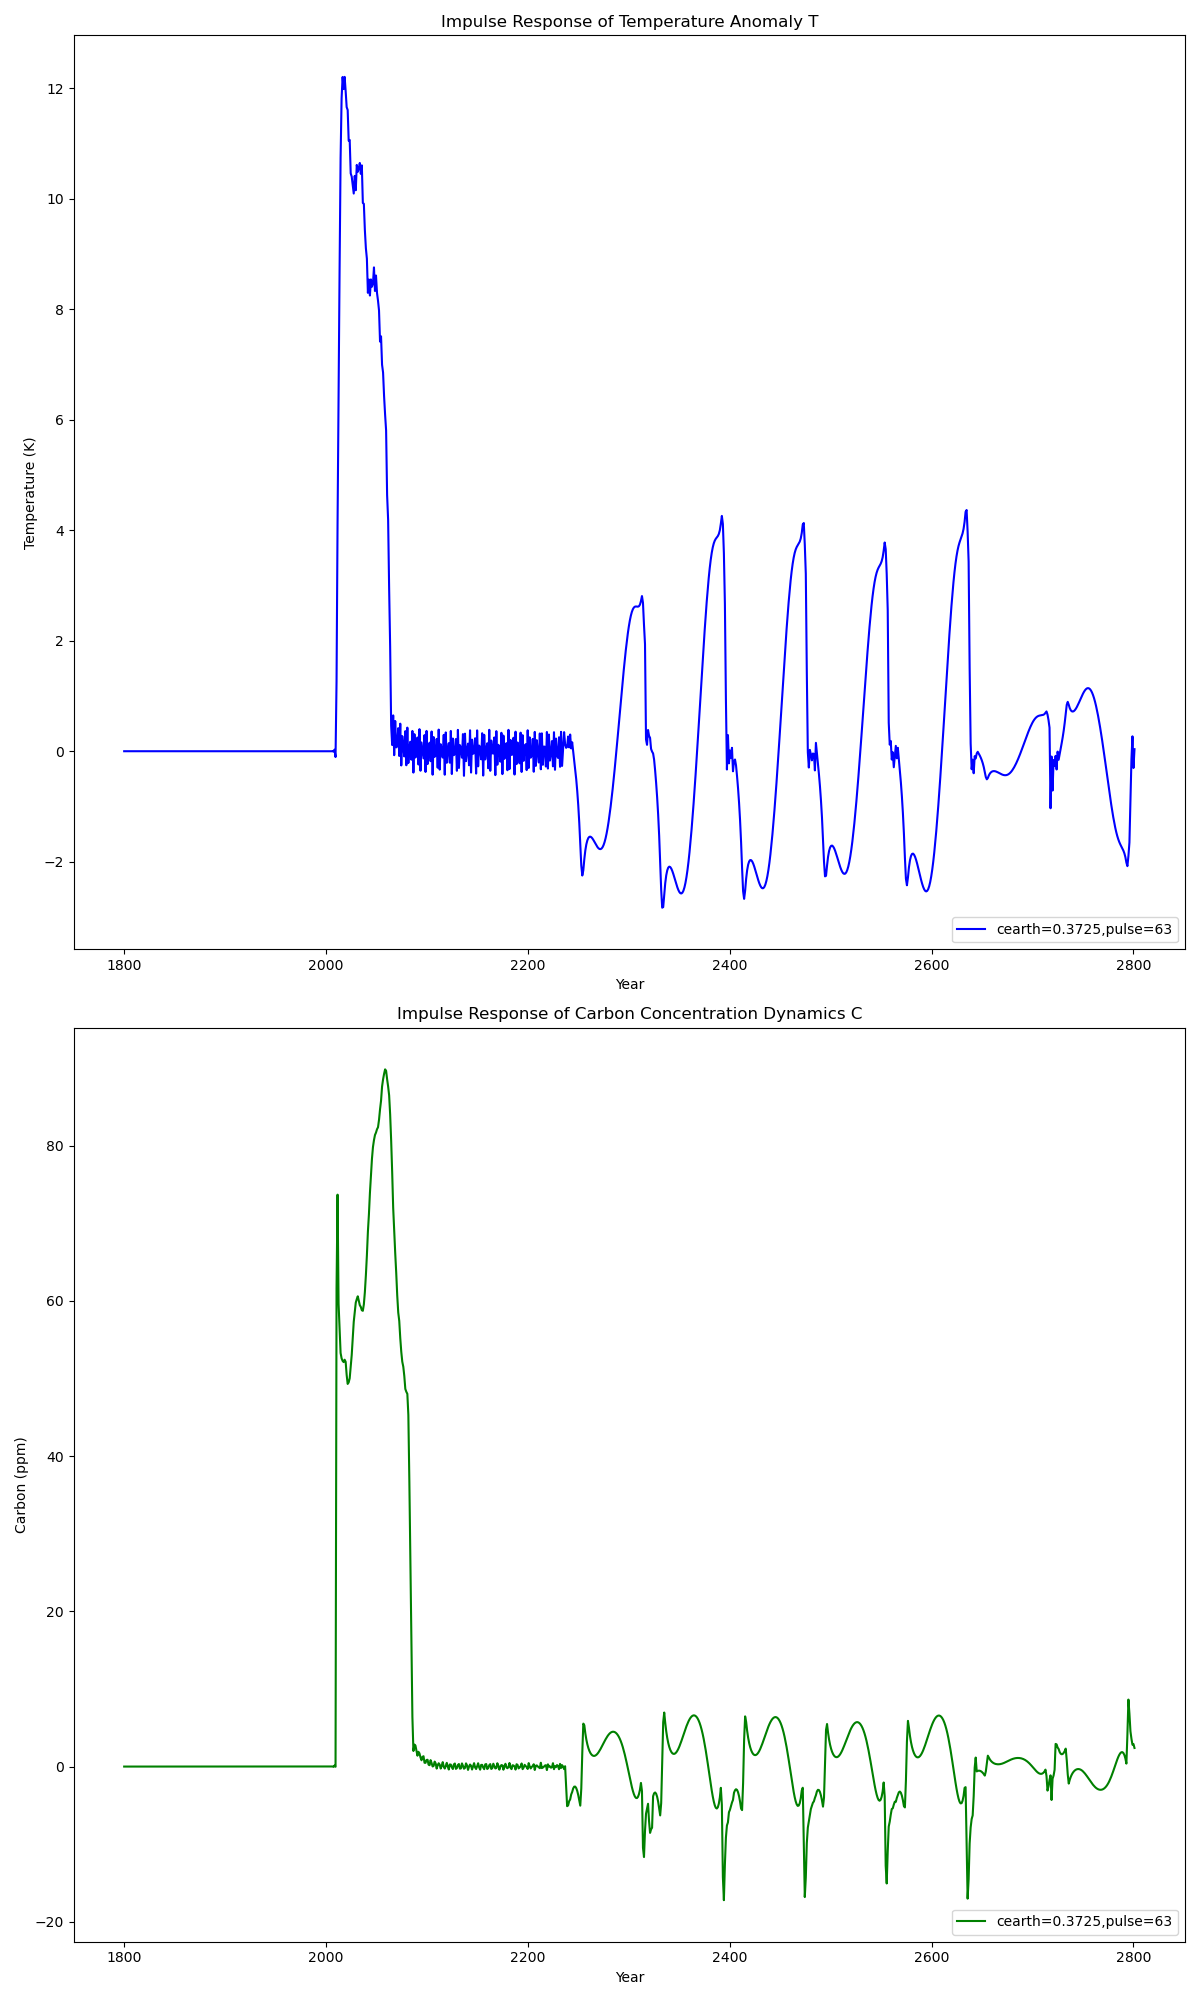 Impulse Response of Temperature Anomaly T
12
10
8
6
4
2
0
−2
Temperature (K)
cearth=0.3725,pulse=63
1800 2000 2200 2400 2600 2800
Year
Impulse Response of Carbon Concentration Dynamics C
80
60
40
20
0
−20
Carbon (ppm)
cearth=0.3725,pulse=63
1800 2000 2200 2400 2600 2800
Year